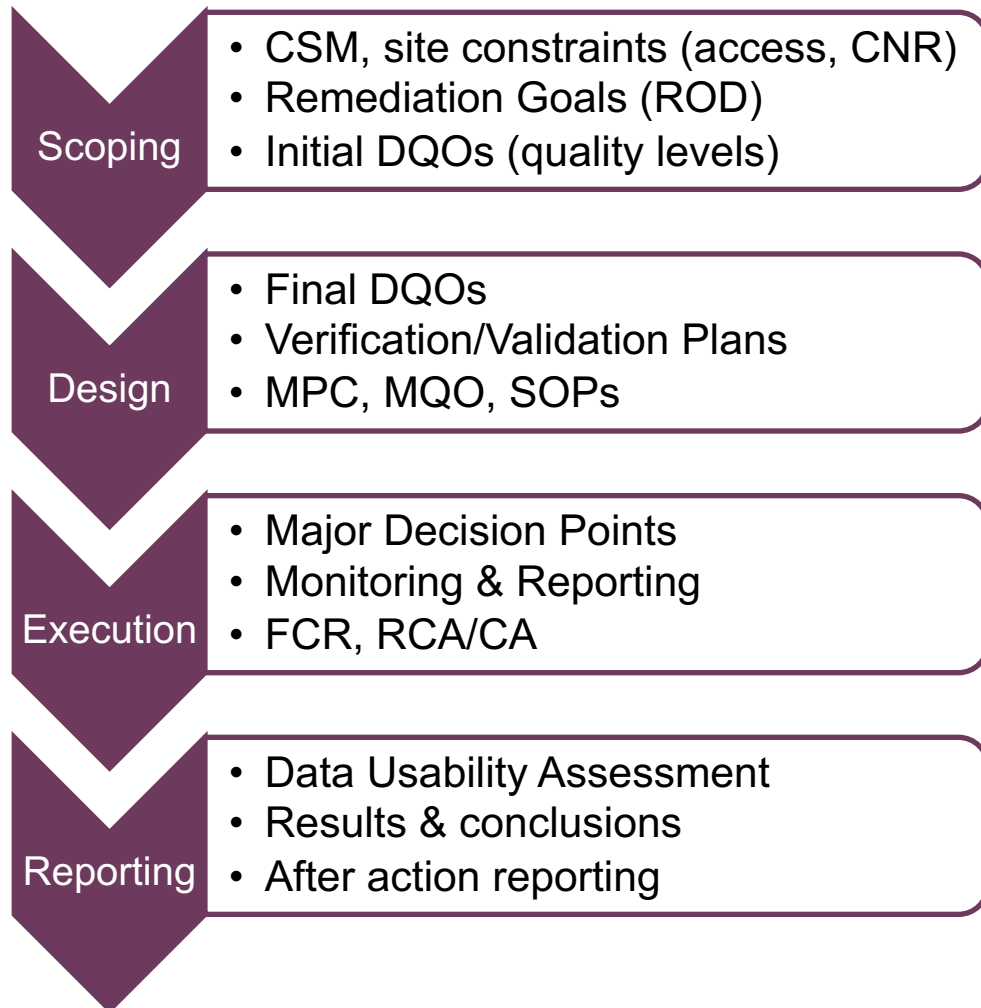 Scoping
• CSM, site constraints (access, CNR)
• Remediation Goals (ROD)
• Initial DQOs (quality levels)
Design
• Final DQOs
• Verification/Validation Plans
• MPC, MQO, SOPs
Execution
• Major Decision Points
• Monitoring & Reporting
• FCR, RCA/CA
Reporting
• Data Usability Assessment
• Results & conclusions
• After action reporting